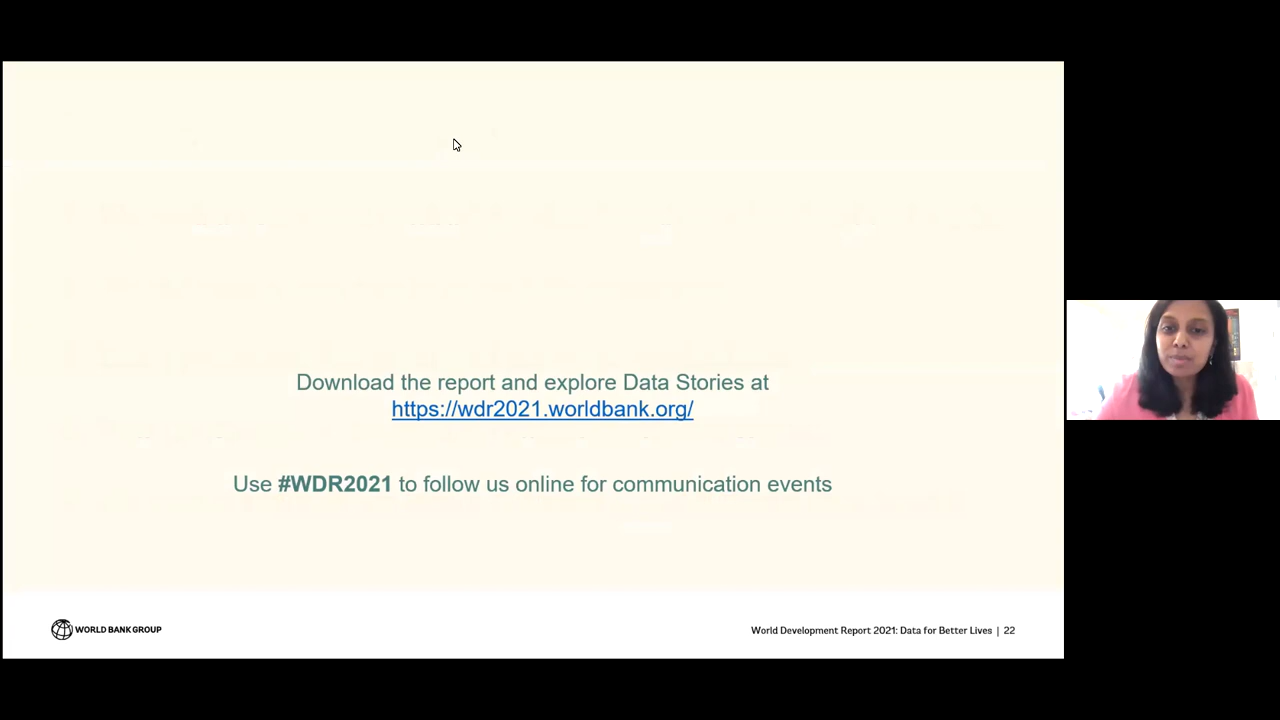 Download the report and explore Data Stories at
https://wdr2021.worldbank.org/
Use #WDR2021 to follow us online for communication events
WORLD BANK GROUP
World Development Report 2021: Data for Better Lives | 22